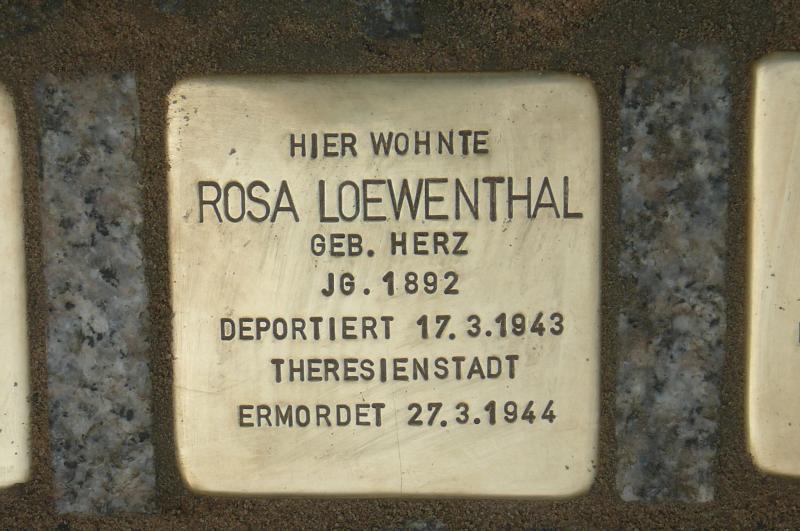 HIER WOHNTE
ROSA LOEWENTHAL
GEB. HERZ
JG. 1892
DEPORTIERT 17.3.1943
THERESIENSTADT
ERMORDET 27.3.1944